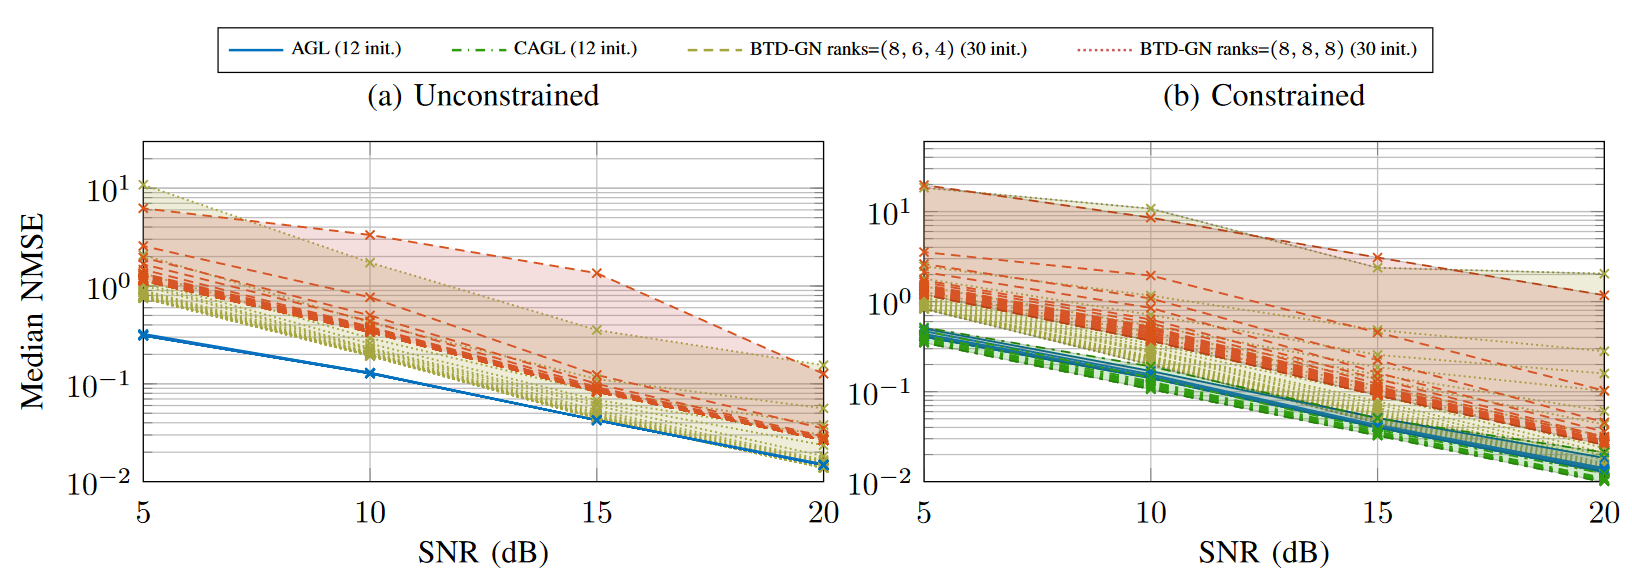 AGL (12 init.) CAGL (12 init.) BTD-GN ranks=(8, 6, 4) (30 init.) BTD-GN ranks=(8, 8, 8) (30 init.)
(a) Unconstrained (b) Constrained
Median NMSE
10^1
10^0
10^−1
10^−2
5 10 15 20
SNR (dB)
10^1
10^0
10^−1
10^−2
5 10 15 20
SNR (dB)